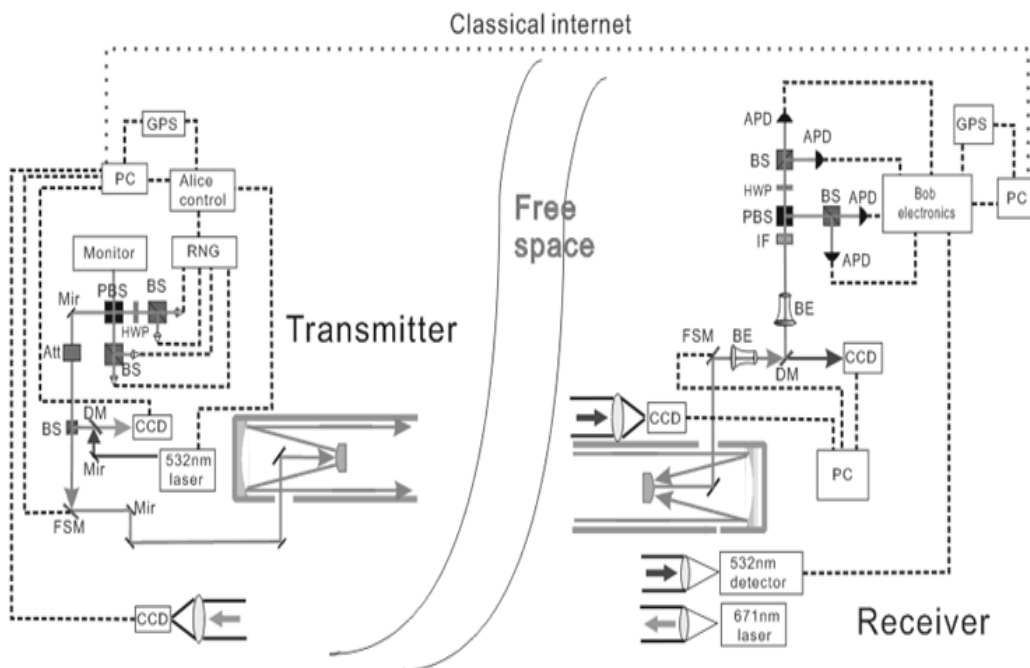 Classical internet
GPS
PC
Alice
control
Monitor
RNG
PBS
BS
Mir
HWP
Att
BS
Transmitter
BS
DM
CCD
Mir
532nm
laser
FSM
Mir
CCD
Free
space
APD
APD
BS
HWP
BS
APD
PBS
IF
APD
GPS
Bob
electronics
PC
BE
FSM
BE
DM
CCD
CCD
PC
532nm
detector
671nm
laser
Receiver